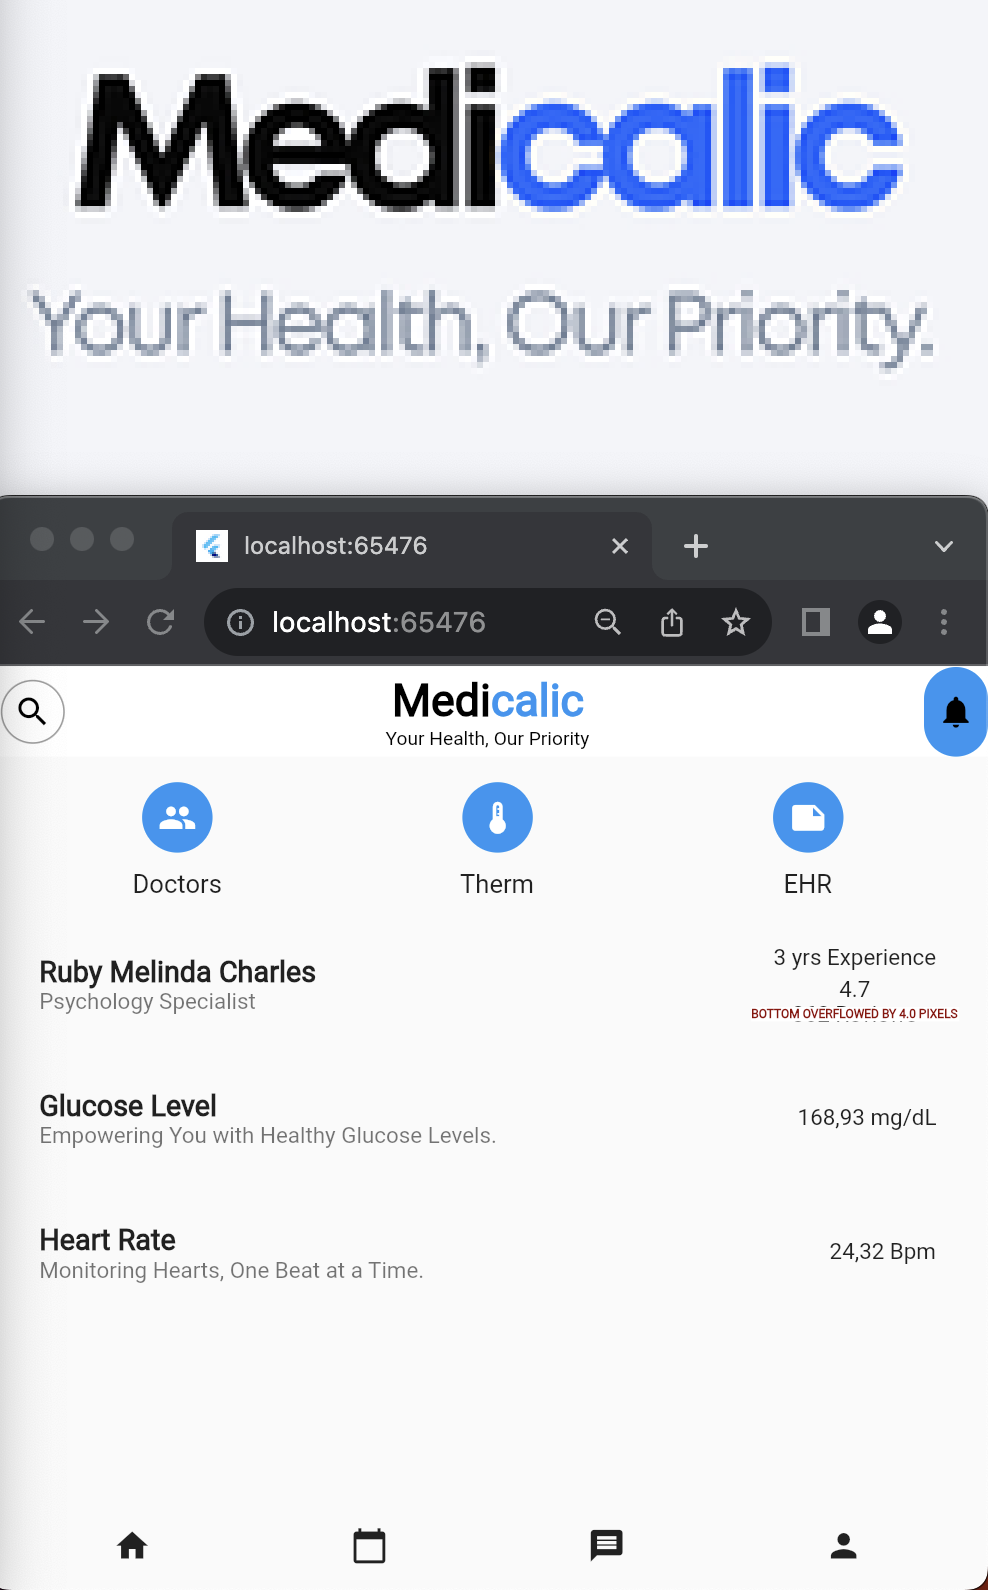 Medicalic
Your Health, Our Priority.
localhost:65476
localhost:65476
Medicalic
Your Health, Our Priority
Doctors
Therm
EHR
Ruby Melinda Charles
Psychology Specialist
3 yrs Experience
4.7
BOTTOM OVERFLOWED BY 4.0 PIXELS
Glucose Level
Empowering You with Healthy Glucose Levels.
168,93 mg/dL
Heart Rate
Monitoring Hearts, One Beat at a Time.
24,32 Bpm